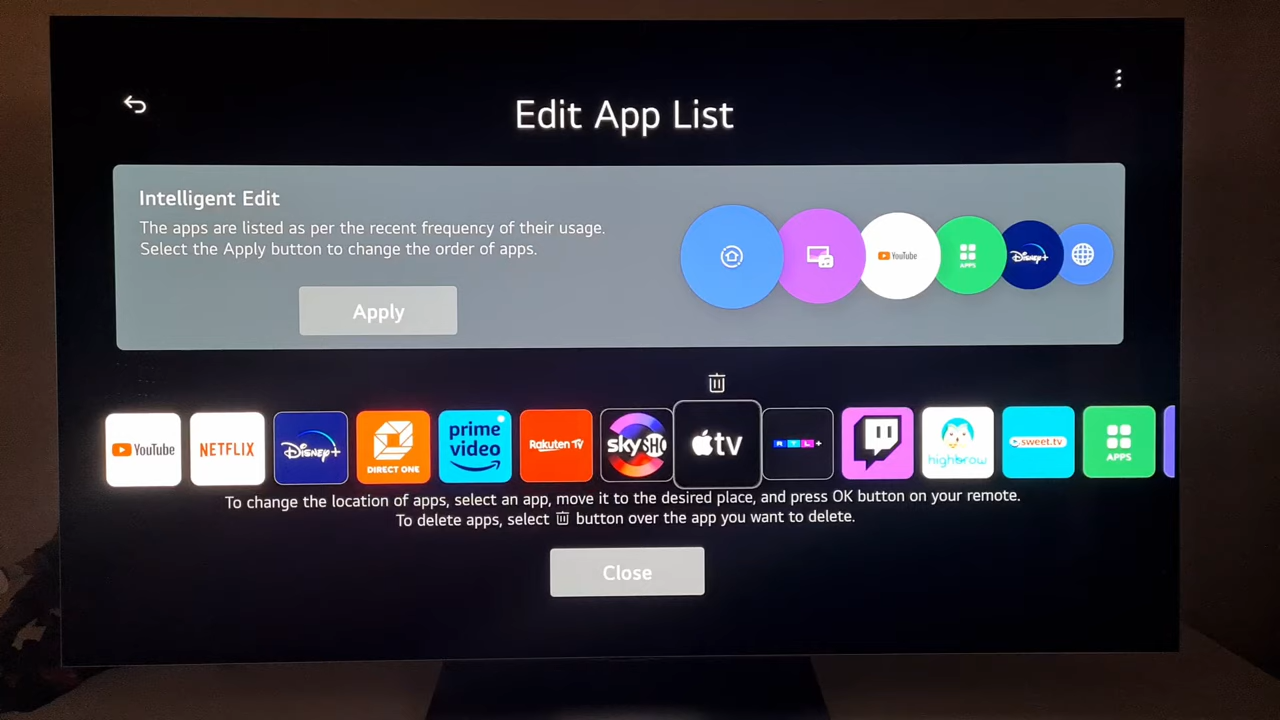 Edit App List
Intelligent Edit
The apps are listed as per the recent frequency of their usage.
Select the Apply button to change the order of apps.
Apply
YouTube
APPS
Disney+
YouTube
NETFLIX
Disney+
DIRECT ONE
prime
video
Rakuten TV
sky SHO
tv
RTL+
highbrow
sweet.tv
APPS
To change the location of apps, select an app, move it to the desired place, and press OK button on your remote.
To delete apps, select button over the app you want to delete.
Close